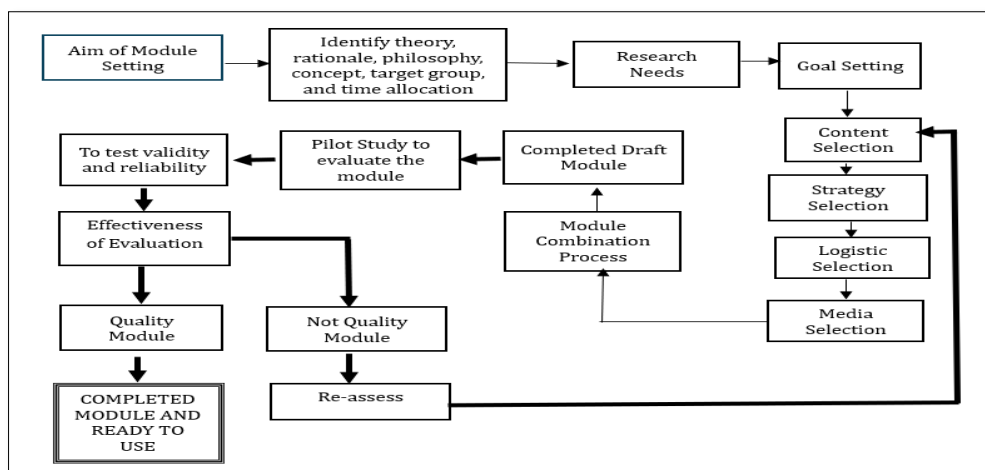 Aim of Module
Setting
Identify theory,
rationale, philosophy,
concept, target group,
and time allocation
Research
Needs
Goal Setting
Content
Selection
Strategy
Selection
Logistic
Selection
Media
Selection
Module
Combination
Process
Completed Draft
Module
Pilot Study to
evaluate the
module
To test validity
and reliability
Effectiveness
of Evaluation
Quality
Module
Not Quality
Module
COMPLETED
MODULE AND
READY TO
USE
Re-assess